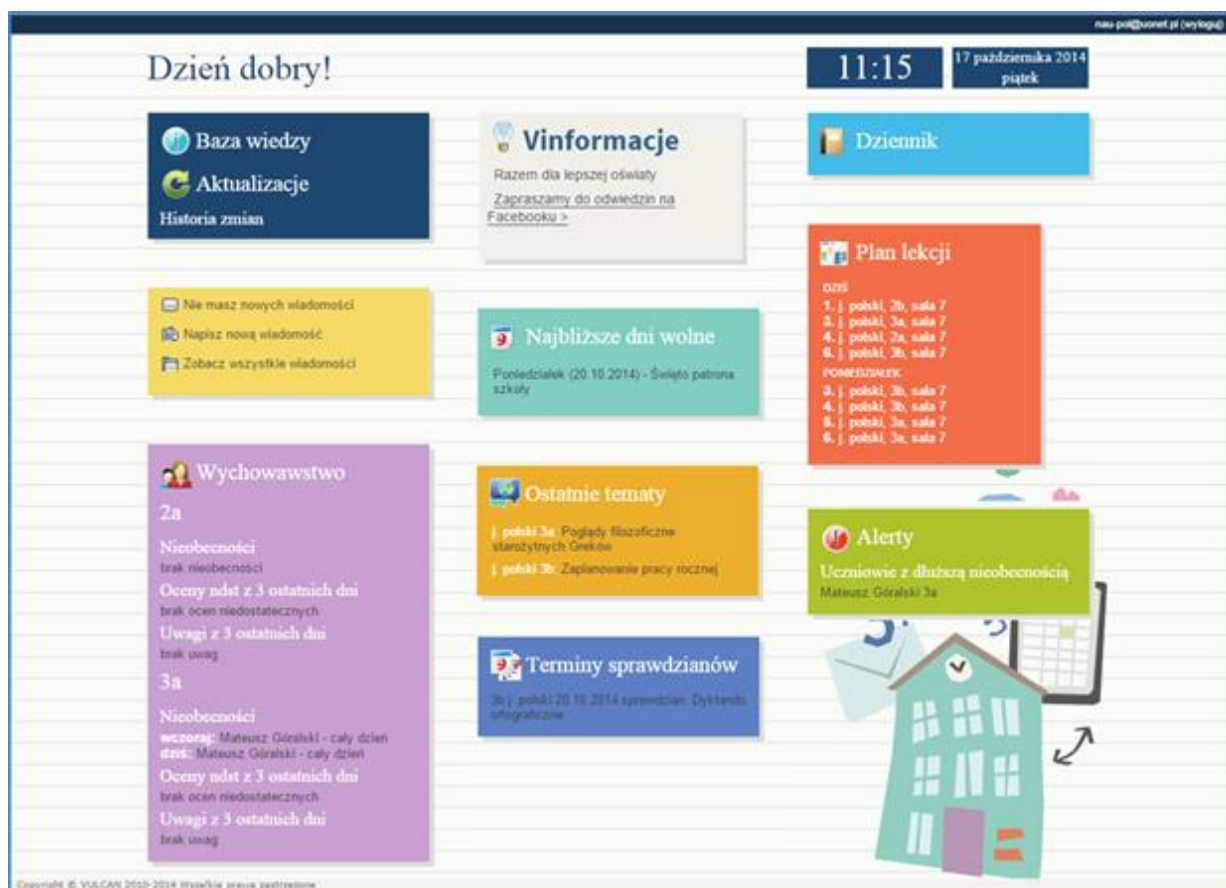 nau-pol@uonet.pl (wyloguj)
Dzień dobry!
11:15
17 października 2014
piątek
Baza wiedzy
Aktualizacje
Historia zmian
Vinformacje
Razem dla lepszej oświaty
Zapraszamy do odwiedzin na
Facebooku >
Dziennik
Nie masz nowych wiadomości
Napisz nową wiadomość
Zobacz wszystkie wiadomości
Najbliższe dni wolne
Poniedziałek (20.10.2014) - Święto patrona
szkoły
Plan lekcji
DZIŚ
1. j. polski, 2b, sala 7
3. j. polski, 3a, sala 7
4. j. polski, 2a, sala 7
6. j. polski, 3b, sala 7
PONIEDZIAŁEK
3. j. polski, 3b, sala 7
4. j. polski, 3b, sala 7
5. j. polski, 3a, sala 7
6. j. polski, 3a, sala 7
Wychowawstwo
2a
Nieobecności
brak nieobecności
Oceny ndst z 3 ostatnich dni
brak ocen niedostatecznych
Uwagi z 3 ostatnich dni
brak uwag
3a
Nieobecności
wczoraj: Mateusz Góralski - cały dzień
dziś: Mateusz Góralski - cały dzień
Oceny ndst z 3 ostatnich dni
brak ocen niedostatecznych
Uwagi z 3 ostatnich dni
brak uwag
Ostatnie tematy
j. polski 3a: Poglądy filozoficzne
starożytnych Greków
j. polski 3b: Zaplanowanie pracy rocznej
Terminy sprawdzianów
3b j. polski 20.10.2014 sprawdzian: Dyktando
ortograficzne
Alerty
Uczniowie z dłuższą nieobecnością
Mateusz Góralski 3a
Copyright © VULCAN 2010-2014 Wszelkie prawa zastrzeżone